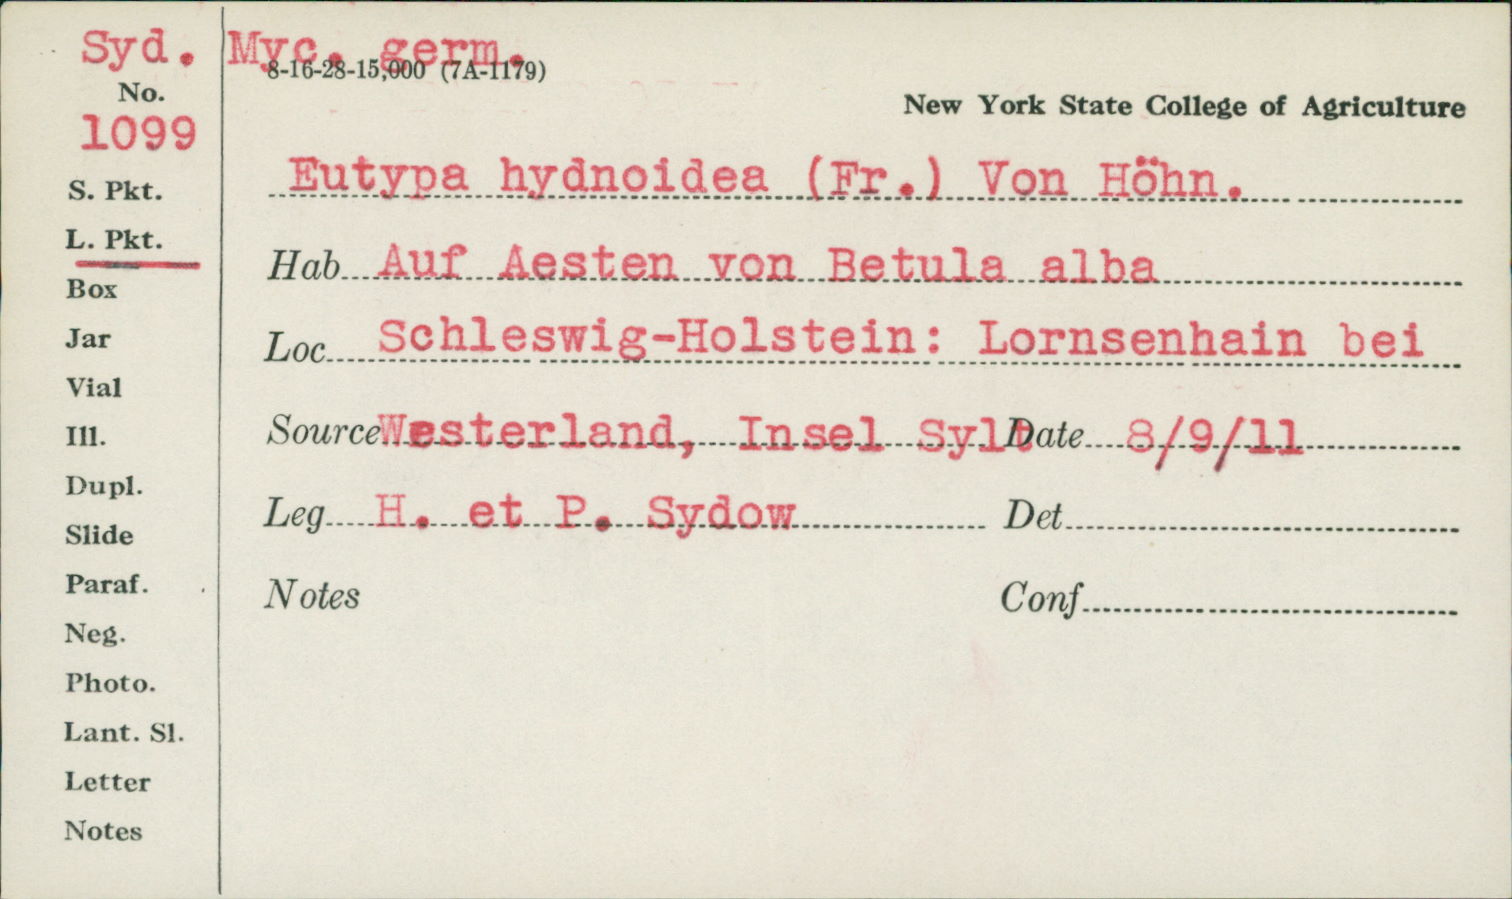 Syd. Myc. germ.
8-16-28-15,000 (7A-1179)
No.
New York State College of Agriculture
1099
Eutypa hydnoidea (Fr.) Von Höhn.
S. Pkt.
L. Pkt.
Hab Auf Aesten von Betula alba
Box
Jar
Loc Schleswig-Holstein: Lornsenhain bei
Vial
Ill.
Source Westerland, Insel Sylt Date 8/9/11
Dupl.
Leg H. et P. Sydow Det
Slide
Paraf.
Notes Conf
Neg.
Photo.
Lant. Sl.
Letter
Notes